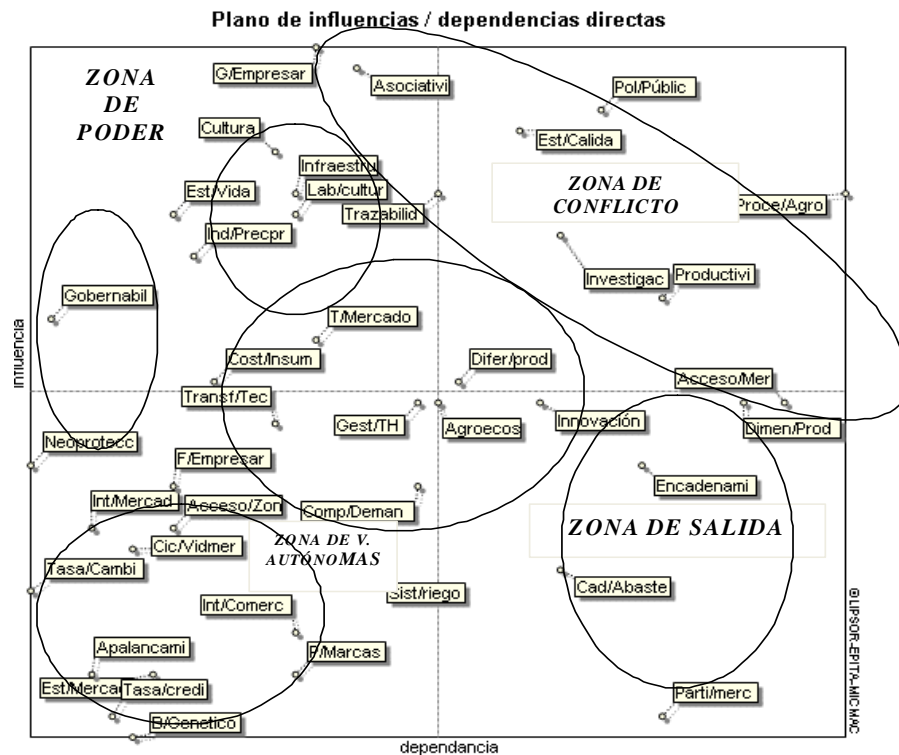 Plano de influencias / dependencias directas
ZONA
DE
PODER
G/Empresar
Asociativi
Pol/Públic
Cultura
Est/Calida
Infraestru
Lab/cultur
ZONA DE
CONFLICTO
Est/Vida
Trazabilid
Proce/Agro
Ind/Precpr
Investigac
Productivi
Gobernabil
T/Mercado
influencia
Cost/Insum
Difer/prod
Acceso/Mer
Transf/Tec
Gest/TH
Agroecos
Innovación
Dimen/Prod
Neoprotecc
F/Empresar
Encadenami
Int/Mercad
Acceso/Zon
Comp/Deman
ZONA DE SALIDA
ZONA DE V.
AUTÓNOMAS
Cic/Vidmer
Tasa/Cambi
Sist/riego
Cad/Abaste
Int/Comerc
Apalancami
P/Marcas
Est/Mercad
Tasa/credi
Parti/merc
B/Genetico
©LIPSOR-EPITA-MICMAC
dependancia